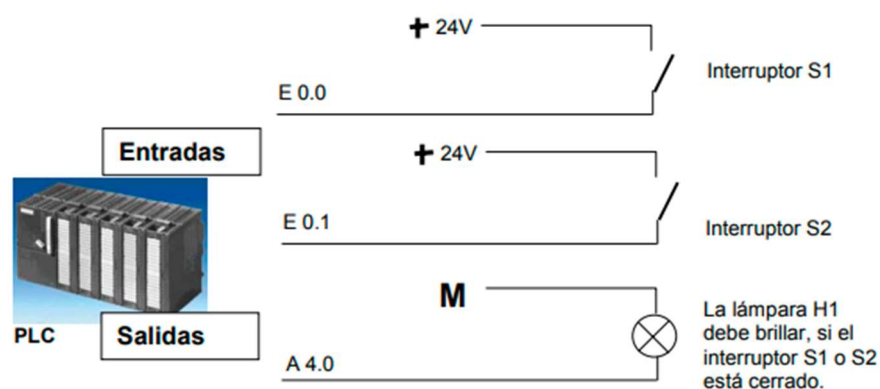 + 24V
Interruptor S1
E 0.0
Entradas
+ 24V
E 0.1
Interruptor S2
M
La lámpara H1
debe brillar, si el
interruptor S1 o S2
está cerrado.
PLC
Salidas
A 4.0